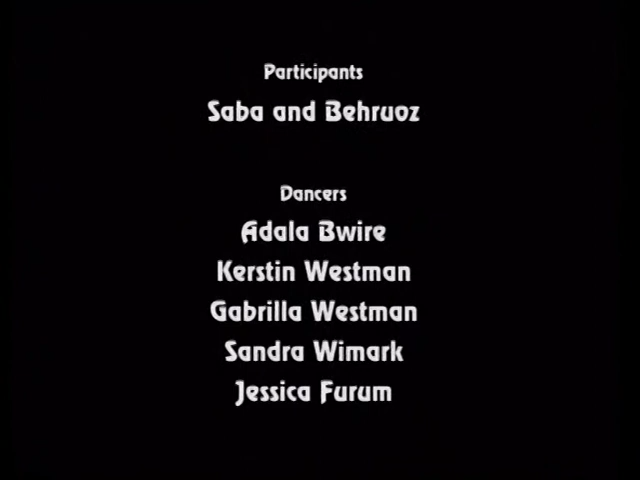 Participants
Saba and Behruoz
Dancers
Adala Bwire
Kerstin Westman
Gabrilla Westman
Sandra Wimark
Jessica Furum